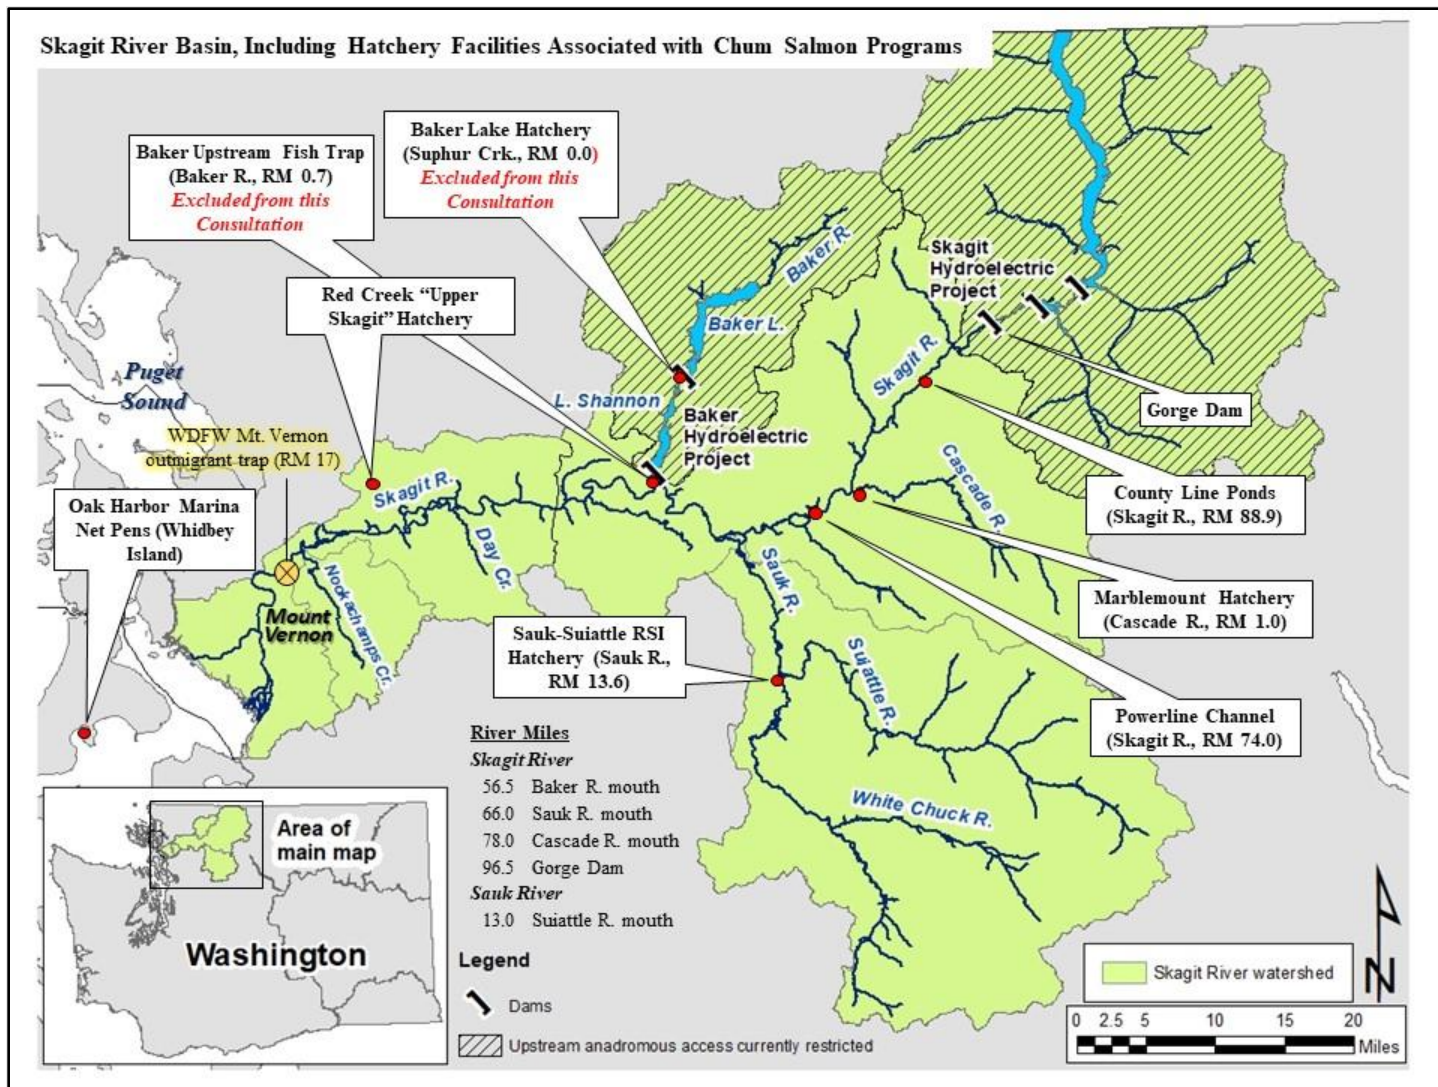 Skagit River Basin, Including Hatchery Facilities Associated with Chum Salmon Programs
Baker Upstream Fish Trap
(Baker R., RM 0.7)
Excluded from this
Consultation
Baker Lake Hatchery
(Suphur Crk., RM 0.0)
Excluded from this
Consultation
Red Creek “Upper
Skagit” Hatchery
Baker R.
Baker L.
L. Shannon
Baker
Hydroelectric
Project
Skagit
Hydroelectric
Project
Skagit R.
Gorge Dam
Puget
Sound
WDFW Mt. Vernon
outmigrant trap (RM 17)
Oak Harbor Marina
Net Pens (Whidbey
Island)
Skagit R.
Day Cr.
Nookachamps Cr.
Mount
Vernon
Cascade R.
County Line Ponds
(Skagit R., RM 88.9)
Marblemount Hatchery
(Cascade R., RM 1.0)
Powerline Channel
(Skagit R., RM 74.0)
Sauk R.
Sauk-Suiattle RSI
Hatchery (Sauk R.,
RM 13.6)
Suiattle R.
White Chuck R.
River Miles
Skagit River
56.5 Baker R. mouth
66.0 Sauk R. mouth
78.0 Cascade R. mouth
96.5 Gorge Dam
Sauk River
13.0 Suiattle R. mouth
Legend
Dams
Upstream anadromous access currently restricted
Area of
main map
Washington
N
Skagit River watershed
0 2.5 5 10 15 20
Miles